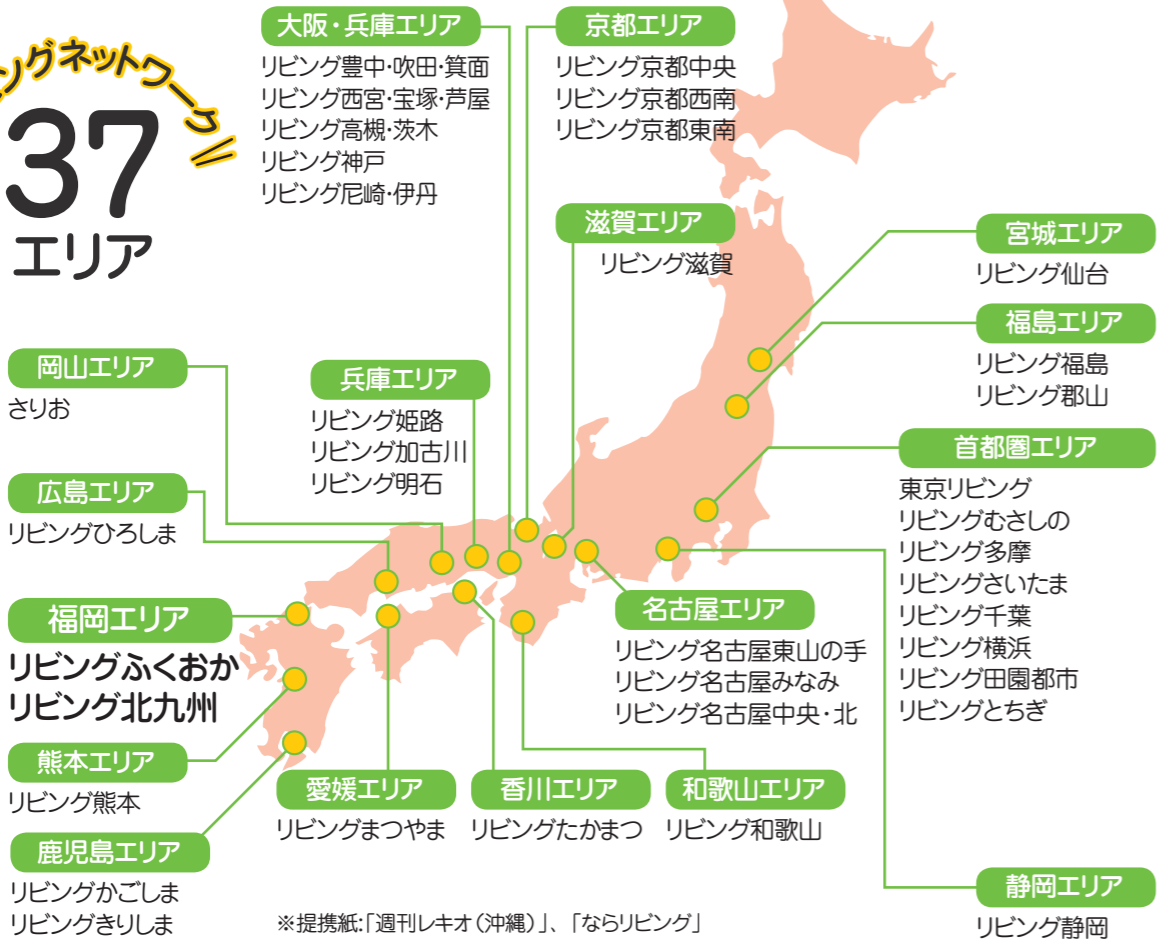 ングネットワーク
37
エリア
大阪・兵庫エリア
リビング豊中・吹田・箕面
リビング西宮・宝塚・芦屋
リビング高槻・茨木
リビング神戸
リビング尼崎・伊丹
京都エリア
リビング京都中央
リビング京都西南
リビング京都東南
滋賀エリア
リビング滋賀
宮城エリア
リビング仙台
福島エリア
リビング福島
リビング郡山
岡山エリア
さりお
兵庫エリア
リビング姫路
リビング加古川
リビング明石
首都圏エリア
東京リビング
リビングむさしの
リビング多摩
リビングさいたま
リビング千葉
リビング横浜
リビング田園都市
リビングとちぎ
広島エリア
リビングひろしま
福岡エリア
リビングふくおか
リビング北九州
名古屋エリア
リビング名古屋東山の手
リビング名古屋みなみ
リビング名古屋中央・北
熊本エリア
リビング熊本
愛媛エリア
リビングまつやま
香川エリア
リビングたかまつ
和歌山エリア
リビング和歌山
鹿児島エリア
リビングかごしま
リビングきりしま
静岡エリア
リビング静岡
※提携紙:「週刊レキオ(沖縄)」、「ならリビング」